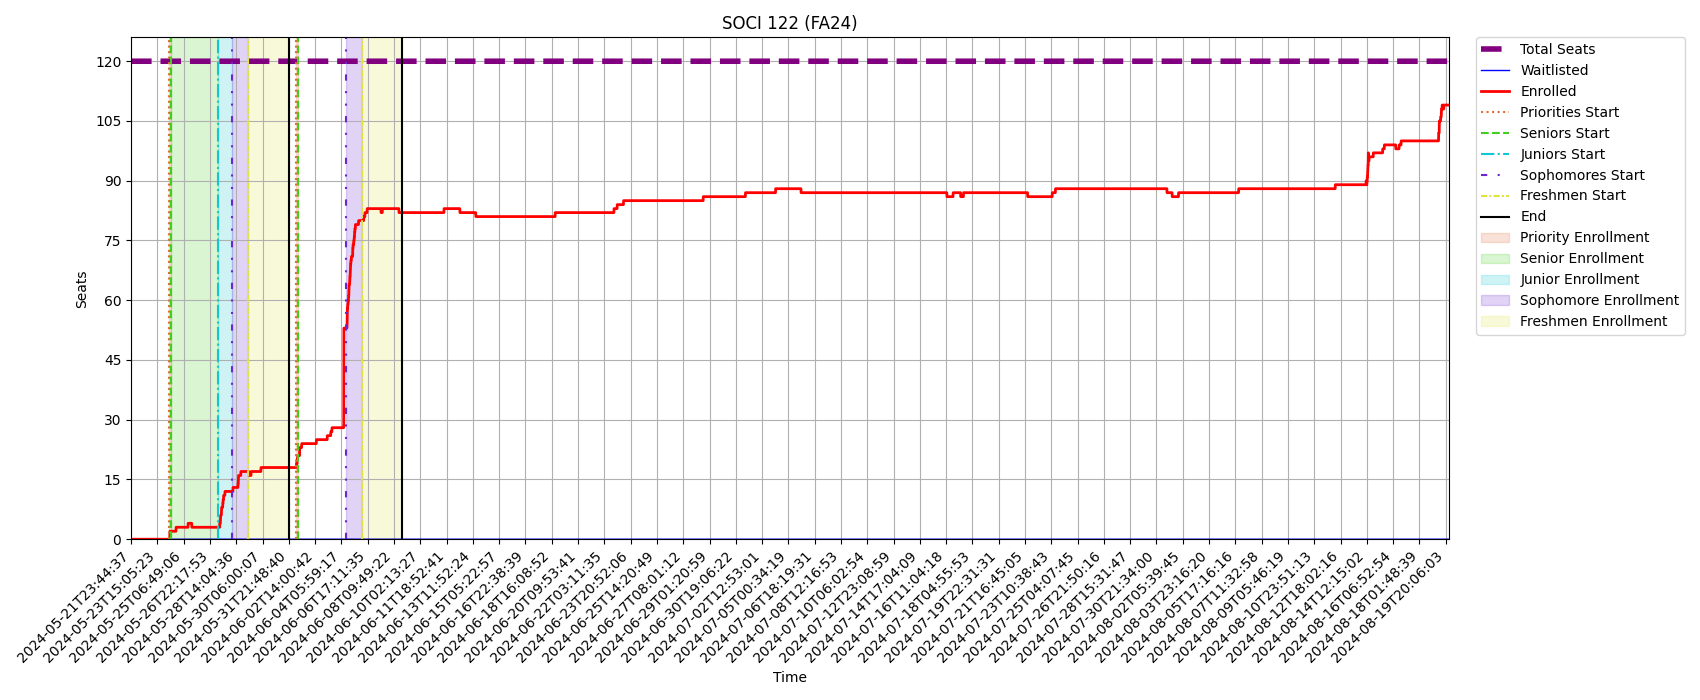 SOCI 122 (FA24)
Seats
120
105
90
75
60
45
30
15
0
2024-05-21T23:44:37
2024-05-23T15:05:23
2024-05-25T06:49:06
2024-05-26T22:17:53
2024-05-28T14:04:36
2024-05-30T06:00:07
2024-05-31T21:48:40
2024-06-02T14:00:42
2024-06-04T05:59:17
2024-06-06T17:11:35
2024-06-08T09:49:22
2024-06-10T02:13:27
2024-06-11T18:52:41
2024-06-13T11:52:24
2024-06-15T05:22:57
2024-06-16T22:38:39
2024-06-18T16:08:52
2024-06-20T09:53:41
2024-06-22T03:11:35
2024-06-23T20:52:06
2024-06-25T14:20:49
2024-06-27T08:01:12
2024-06-29T01:20:59
2024-06-30T19:06:22
2024-07-02T12:53:01
2024-07-05T00:34:19
2024-07-06T18:19:31
2024-07-08T12:16:53
2024-07-10T06:02:54
2024-07-12T23:08:59
2024-07-14T17:04:09
2024-07-16T11:04:18
2024-07-18T04:55:53
2024-07-19T22:31:31
2024-07-21T16:45:05
2024-07-23T10:38:43
2024-07-25T04:07:45
2024-07-26T21:50:16
2024-07-28T15:31:47
2024-07-30T21:34:00
2024-08-02T05:39:45
2024-08-03T23:16:20
2024-08-05T17:16:16
2024-08-07T11:32:58
2024-08-09T05:46:19
2024-08-10T23:51:13
2024-08-12T18:02:16
2024-08-14T12:15:02
2024-08-16T06:52:54
2024-08-18T01:48:39
2024-08-19T20:06:03
Time
Total Seats
Waitlisted
Enrolled
Priorities Start
Seniors Start
Juniors Start
Sophomores Start
Freshmen Start
End
Priority Enrollment
Senior Enrollment
Junior Enrollment
Sophomore Enrollment
Freshmen Enrollment